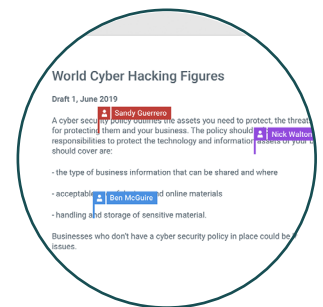 World Cyber Hacking Figures
Draft 1, June 2019
Sandy Guerrero
A cyber security policy outlines the assets you need to protect, the threat
for protecting them and your business. The policy should
Nick Walton
responsibilities to protect the technology and information assets of your
should cover are:
- the type of business information that can be shared and where
- acceptable and online materials
Ben McGuire
- handling and storage of sensitive material.
Businesses who don't have a cyber security policy in place could be
issues.